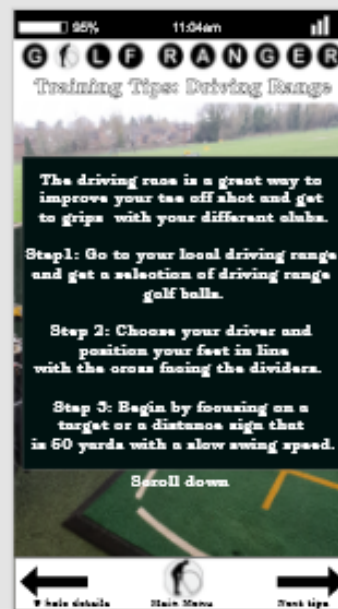 95% 11:04am
G LF RANGER
Training Tips: Driving Range
The driving race is a great way to
improve your tee off shot and get
to grips with your different clubs.
Step1: Go to your local driving range
and get a selection of driving range
golf balls.
Step 2: Choose your driver and
position your feet in line
with the cross facing the dividers.
Step 3: Begin by focusing on a
target or a distance sign that
is 50 yards with a slow swing speed.
Scroll down
9 hole details Main Menu Next tips